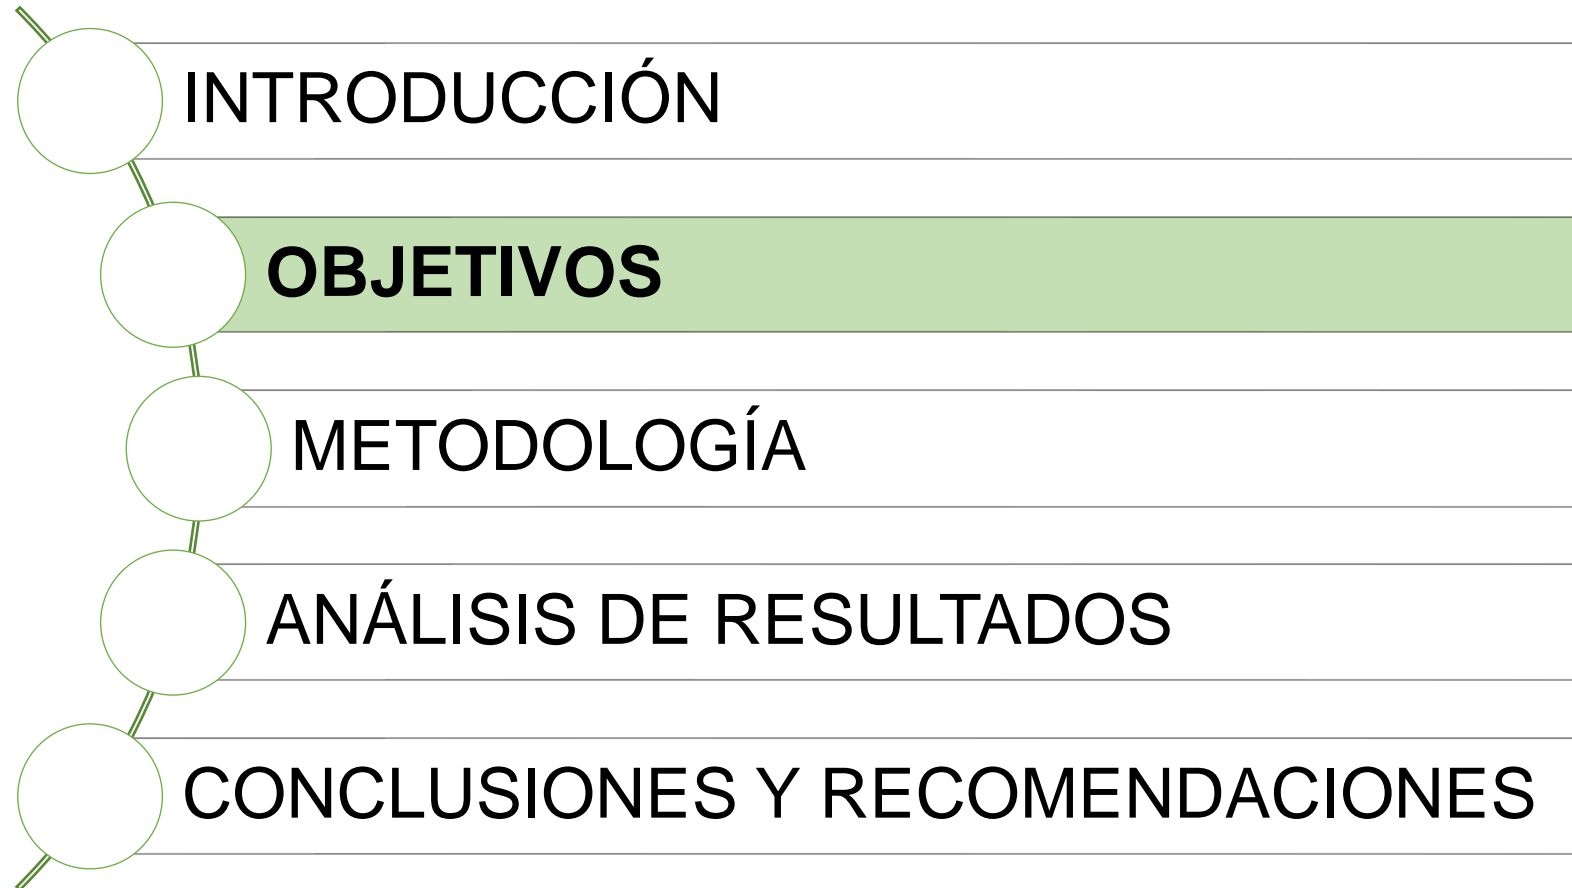 INTRODUCCIÓN
OBJETIVOS
METODOLOGÍA
ANÁLISIS DE RESULTADOS
CONCLUSIONES Y RECOMENDACIONES